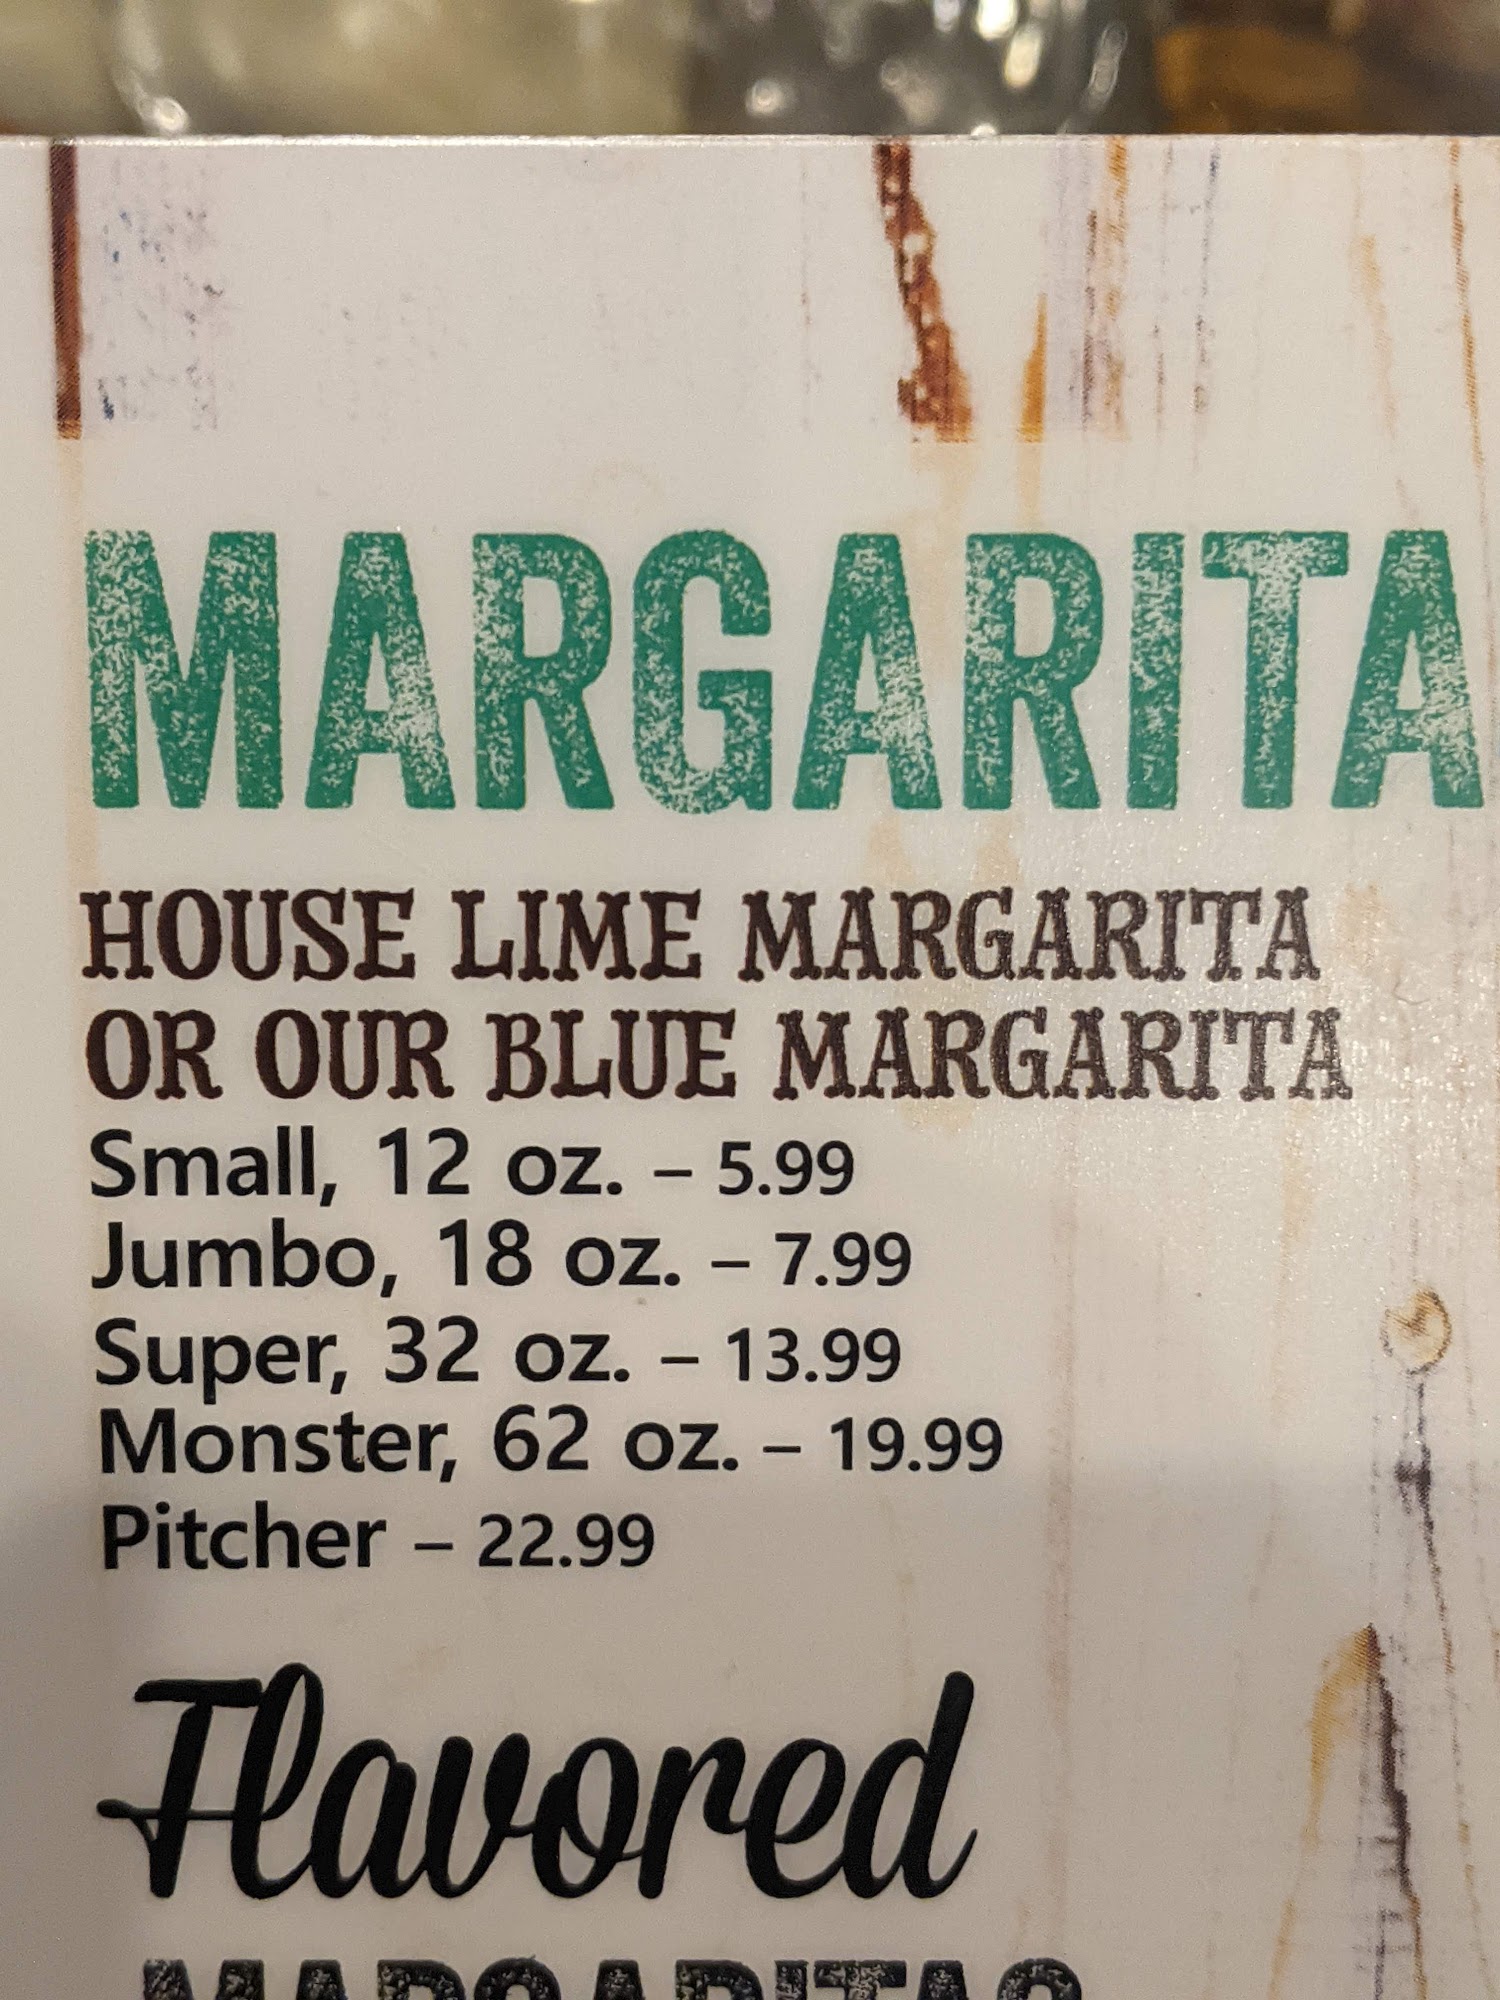 MARGARITA
HOUSE LIME MARGARITA
OR OUR BLUE MARGARITA
Small, 12 oz. – 5.99
Jumbo, 18 oz. – 7.99
Super, 32 oz. – 13.99
Monster, 62 oz. – 19.99
Pitcher – 22.99
Flavored
MARGARITAS